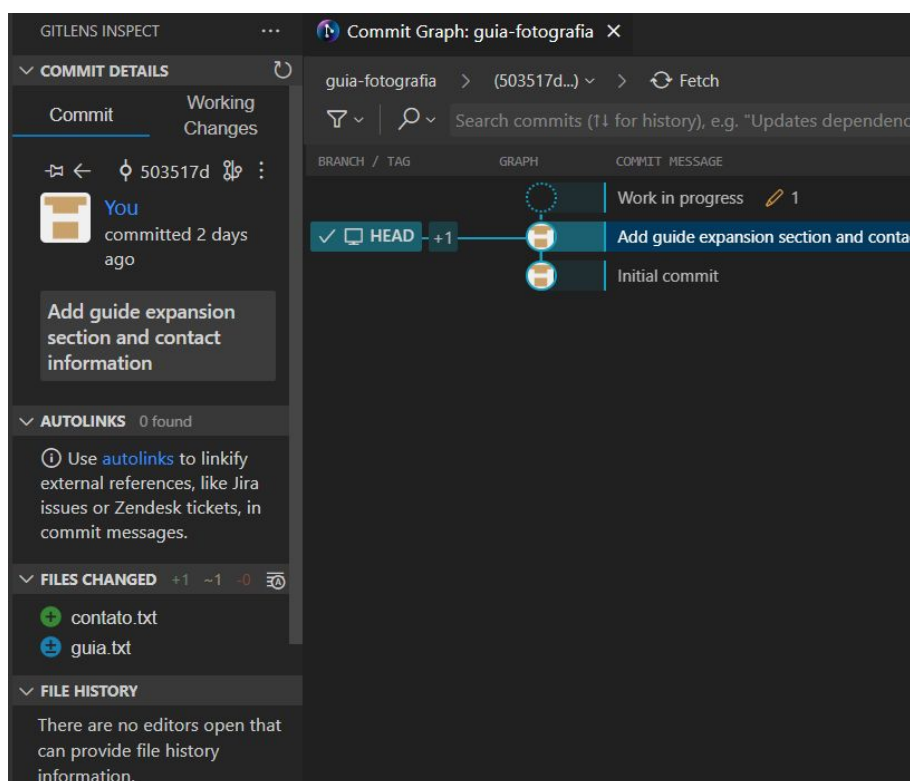 GITLENS INSPECT
COMMIT DETAILS
Commit
Working
Changes
503517d
You
committed 2 days
ago
Add guide expansion
section and contact
information
AUTOLINKS 0 found
Use autolinks to linkify
external references, like Jira
issues or Zendesk tickets, in
commit messages.
FILES CHANGED +1 ~1 -0
contato.txt
guia.txt
FILE HISTORY
There are no editors open that
can provide file history
information.
Commit Graph: guia-fotografia
guia-fotografia > (503517d...) > Fetch
Search commits (↑↓ for history), e.g. "Updates dependenc
BRANCH / TAG GRAPH COMMIT MESSAGE
Work in progress 1
HEAD +1 Add guide expansion section and conta
Initial commit